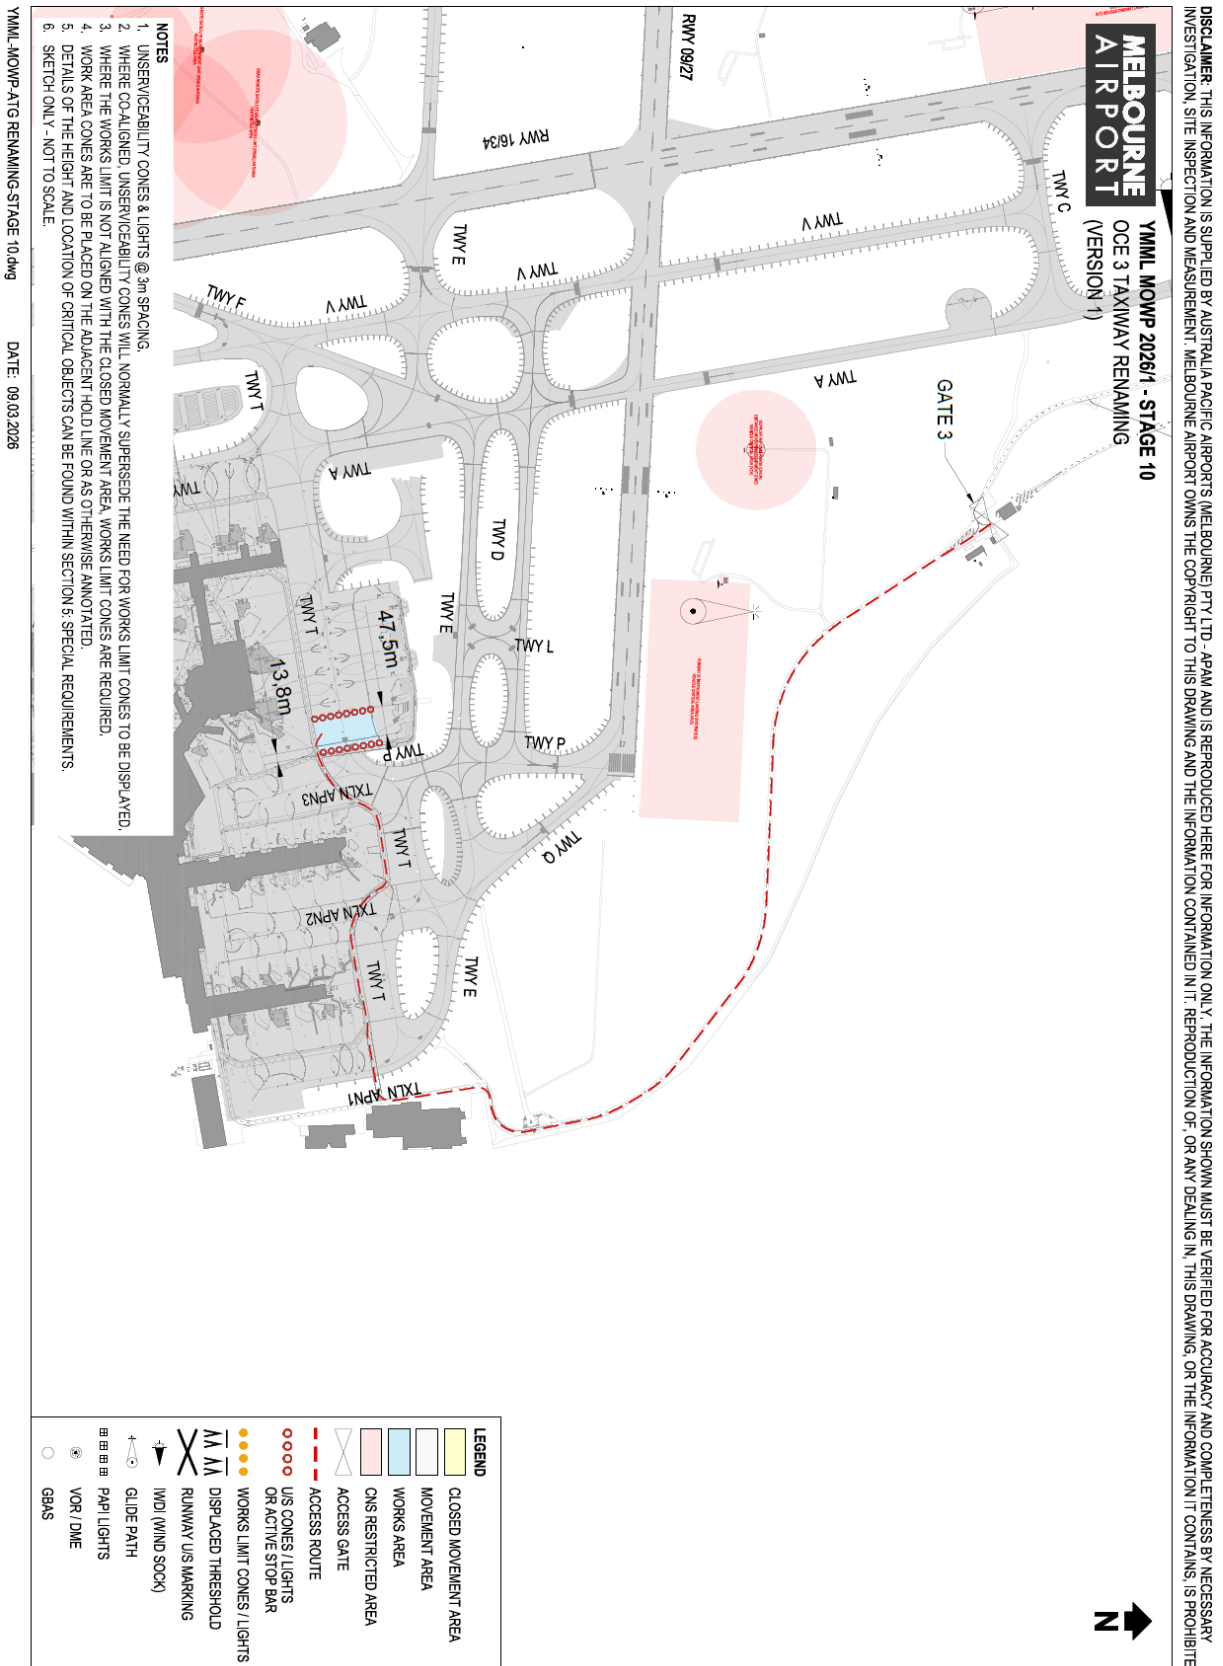 DISCLAIMER: THIS INFORMATION IS SUPPLIED BY AUSTRALIA PACIFIC AIRPORTS (MELBOURNE) PTY LTD - APAM AND IS REPRODUCED HERE FOR INFORMATION ONLY. THE INFORMATION SHOWN MUST BE VERIFIED FOR ACCURACY AND COMPLETENESS BY NECESSARY
INVESTIGATION, SITE INSPECTION AND MEASUREMENT. MELBOURNE AIRPORT OWNS THE COPYRIGHT TO THIS DRAWING AND THE INFORMATION CONTAINED IN IT. REPRODUCTION OF, OR ANY DEALING IN, THIS DRAWING, OR THE INFORMATION IT CONTAINS, IS PROHIBITE
MELBOURNE
AIRPORT
YMML MOWP 2026/1 - STAGE 10
OCE 3 TAXIWAY RENAMING
(VERSION 1)
N
GATE 3
TWY C
TWY V
TWY A
RWY 09/27
RWY 16/34
TWY E
TWY V
TWY V
TWY F
TWY T
TWY A
TWY
TWY D
TWY E
TWY L
TWY T
47,5m
13,8m
TWY P
TWY P
TWY Q
TXLN APN3
TWY T
TXLN APN2
TWY T
TWY E
TXLN APN1
NOTES
1. UNSERVICEABILITY CONES & LIGHTS @ 3m SPACING.
2. WHERE CO-ALIGNED, UNSERVICEABILITY CONES WILL NORMALLY SUPERSEDE THE NEED FOR WORKS LIMIT CONES TO BE DISPLAYED.
3. WHERE THE WORKS LIMIT IS NOT ALIGNED WITH THE CLOSED MOVEMENT AREA, WORKS LIMIT CONES ARE REQUIRED.
4. WORK AREA CONES ARE TO BE PLACED ON THE ADJACENT HOLD LINE OR AS OTHERWISE ANNOTATED.
5. DETAILS OF THE HEIGHT AND LOCATION OF CRITICAL OBJECTS CAN BE FOUND WITHIN SECTION 5: SPECIAL REQUIREMENTS.
6. SKETCH ONLY - NOT TO SCALE.
LEGEND
CLOSED MOVEMENT AREA
MOVEMENT AREA
WORKS AREA
CNS RESTRICTED AREA
ACCESS GATE
ACCESS ROUTE
U/S CONES / LIGHTS
OR ACTIVE STOP BAR
WORKS LIMIT CONES / LIGHTS
DISPLACED THRESHOLD
RUNWAY U/S MARKING
IWDI (WIND SOCK)
GLIDE PATH
PAPI LIGHTS
VOR / DME
GBAS
YMML-MOWP-ATG RENAMING-STAGE 10.dwg
DATE: 09.03.2026